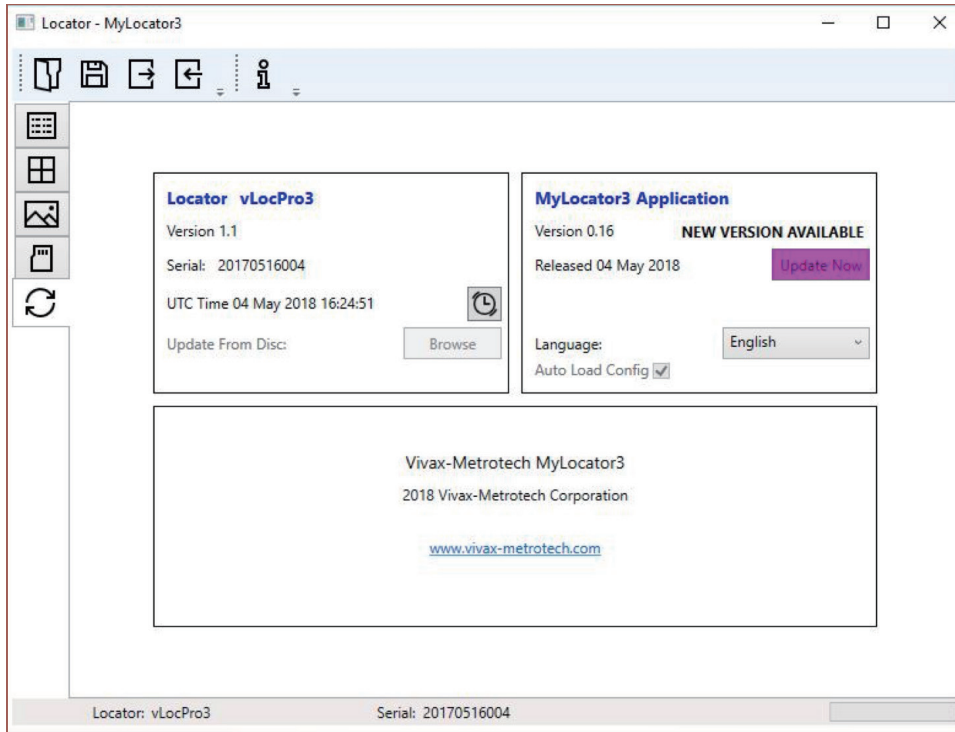 Locator - MyLocator3
Locator vLocPro3
Version 1.1
Serial: 20170516004
UTC Time 04 May 2018 16:24:51
Update From Disc:
Browse
MyLocator3 Application
Version 0.16
NEW VERSION AVAILABLE
Released 04 May 2018
Update Now
Language:
English
Auto Load Config
Vivax-Metrotech MyLocator3
2018 Vivax-Metrotech Corporation
www.vivax-metrotech.com
Locator: vLocPro3
Serial: 20170516004